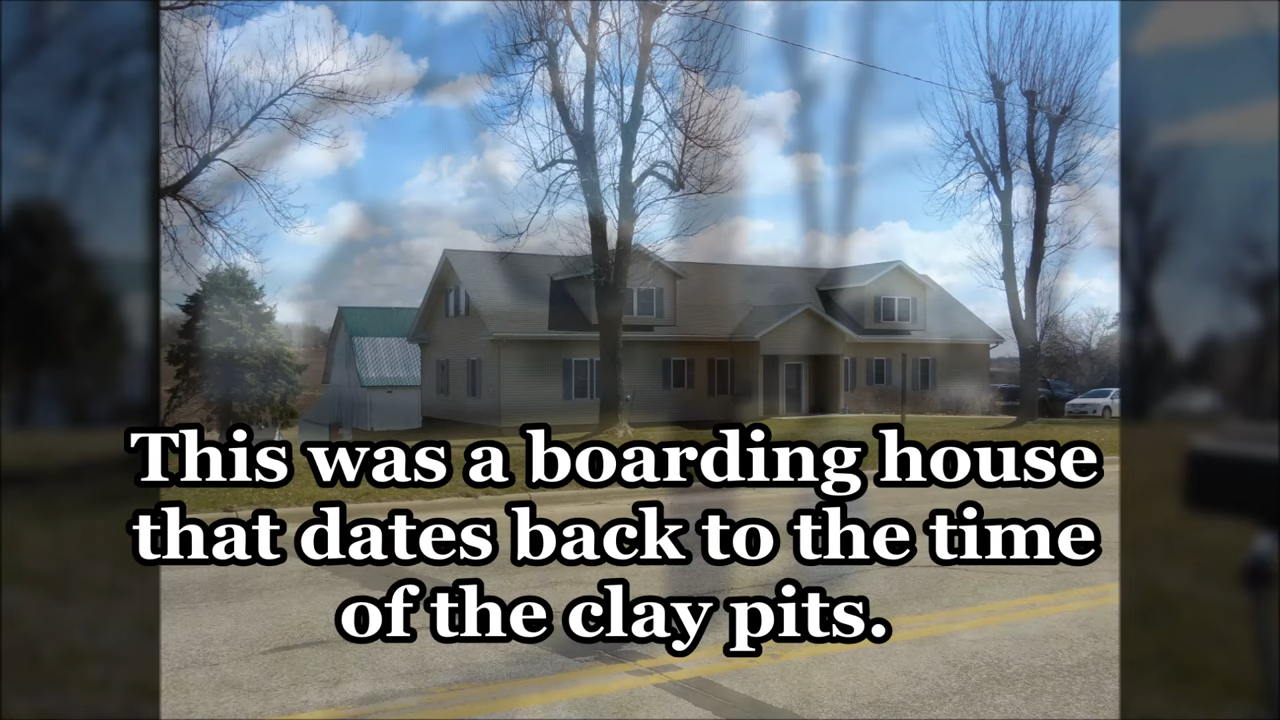 This was a boarding house
that dates back to the time
of the clay pits.